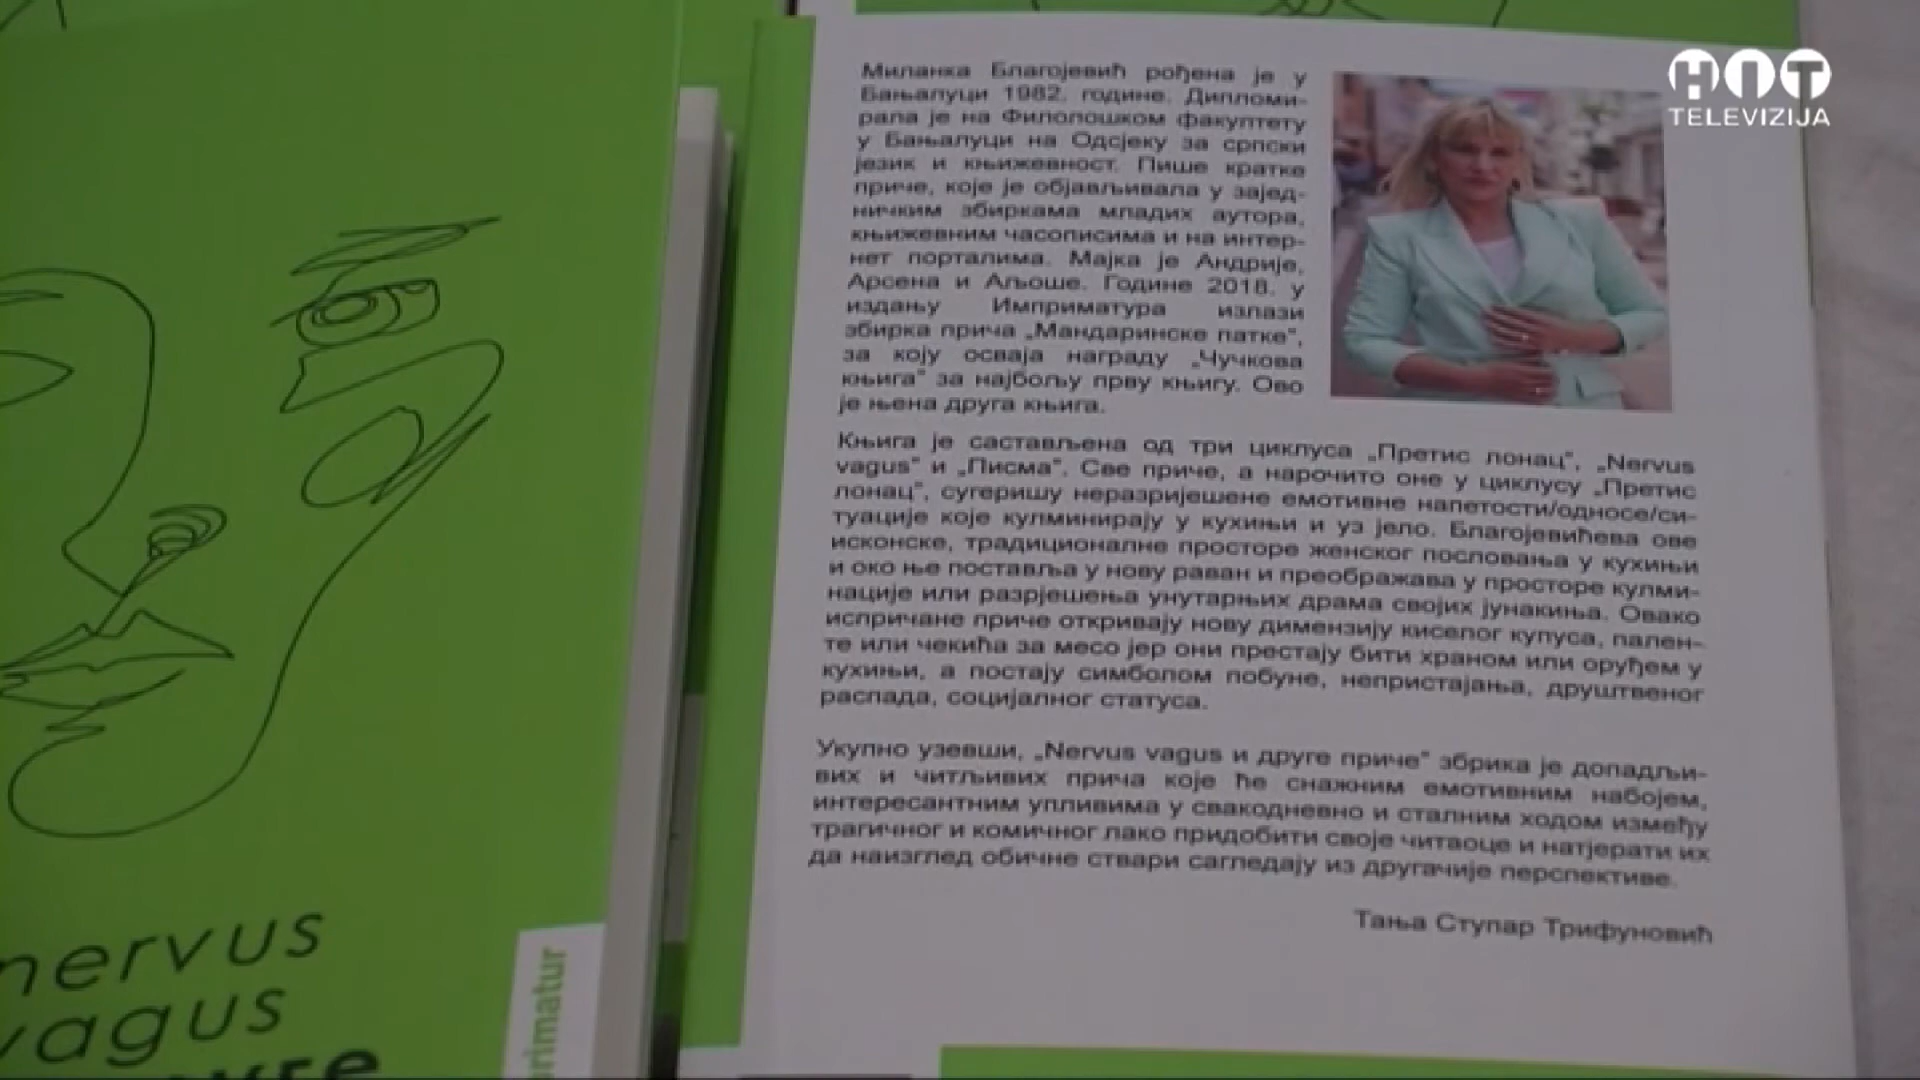 HIT
TELEVIZIJA
Миланка Благојевић рођена је у
Бањалуци 1982. године. Дипломи-
рала је на Филолошком факултету
у Бањалуци на Одсјеку за српски
језик и књижевност. Пише кратке
приче, које је објављивала у зајед-
ничким збиркама младих аутора,
књижевним часописима и на интер-
нет порталима. Мајка је Андрије,
Арсена и Аљоше. Године 2018. у
издању Имприматура излази
збирка прича „Мандаринске патке",
за коју осваја награду „Чучкова
књига" за најбољу прву књигу. Ово
је њена друга књига.
Књига је састављена од три циклуса „Претис лонац", „Nervus
vagus" и „Писма". Све приче, а нарочито оне у циклусу „Претис
лонац", сугеришу неразријешене емотивне напетости/односе/си-
туације које кулминирају у кухињи и уз јело. Благојевићева ове
исконске, традиционалне просторе женског пословања у кухињи
и око ње поставља у нову раван и преображава у просторе кулми-
нације или разрјешења унутарњих драма својих јунакиња. Овако
испричане приче откривају нову димензију киселог купуса, пален-
те или чекића за месо јер они престају бити храном или оруђем у
кухињи, а постају симболом побуне, непристајања, друштвеног
распада, социјалног статуса.
Укупно узевши, „Nervus vagus и друге приче" збрика је допадљи-
вих и читљивих прича које ће снажним емотивним набојем,
интересантним упливима у свакодневно и сталним ходом између
трагичног и комичног лако придобити своје читаоце и натјерати их
да наизглед обичне ствари сагледају из другачије перспективе.
Тања Ступар Трифуновић
nervus
vagus
primatur